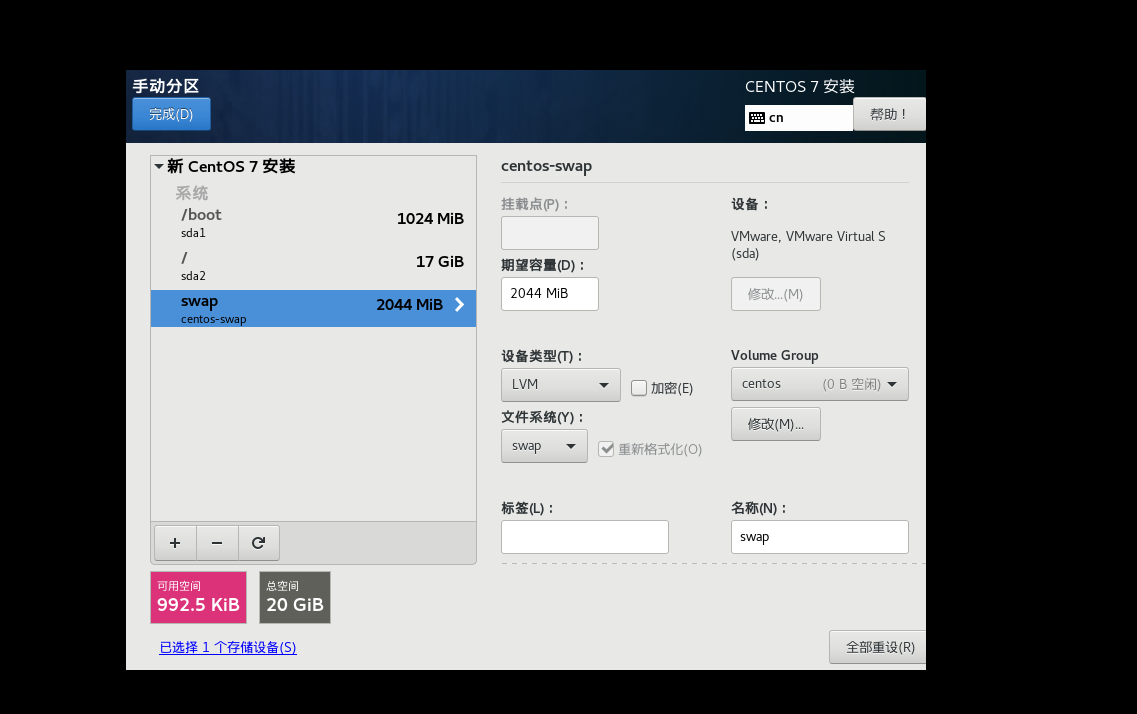 手动分区
完成(D)
CENTOS 7 安装
cn
帮助！
新 CentOS 7 安装
系统
/boot
1024 MiB
sda1
/
17 GiB
sda2
swap
2044 MiB
centos-swap
可用空间
992.5 KiB
总空间
20 GiB
已选择 1 个存储设备(S)
centos-swap
挂载点(P)：
期望容量(D)：
2044 MiB
设备：
VMware, VMware Virtual S
(sda)
修改...(M)
设备类型(T)：
LVM
加密(E)
文件系统(Y)：
swap
重新格式化(O)
Volume Group
centos (0 B 空闲)
修改(M)...
标签(L)：
名称(N)：
swap
全部重设(R)